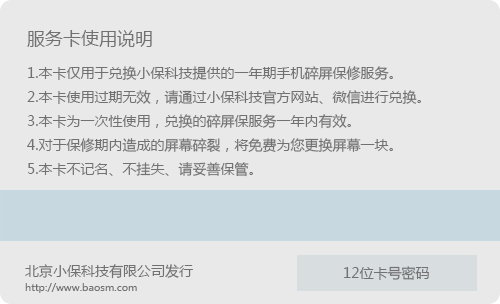 服务卡使用说明
1.本卡仅用于兑换小保科技提供的一年期手机碎屏保修服务。
2.本卡使用过期无效，请通过小保科技官方网站、微信进行兑换。
3.本卡为一次性使用，兑换的碎屏保服务一年内有效。
4.对于保修期内造成的屏幕碎裂，将免费为您更换屏幕一块。
5.本卡不记名、不挂失、请妥善保管。
北京小保科技有限公司发行
http://www.baosm.com
12位卡号密码